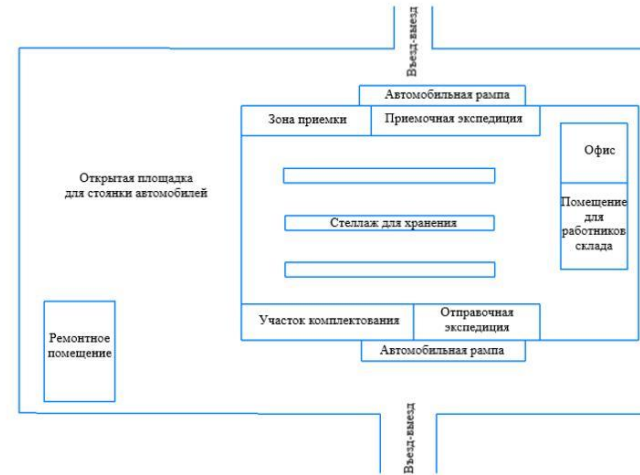 Въезд-выезд
Автомобильная рампа
Зона приемки
Приемочная экспедиция
Офис
Открытая площадка
для стоянки автомобилей
Помещение
для
работников
склада
Стеллаж для хранения
Участок комплектования
Отправочная
экспедиция
Ремонтное
помещение
Автомобильная рампа
Въезд-выезд